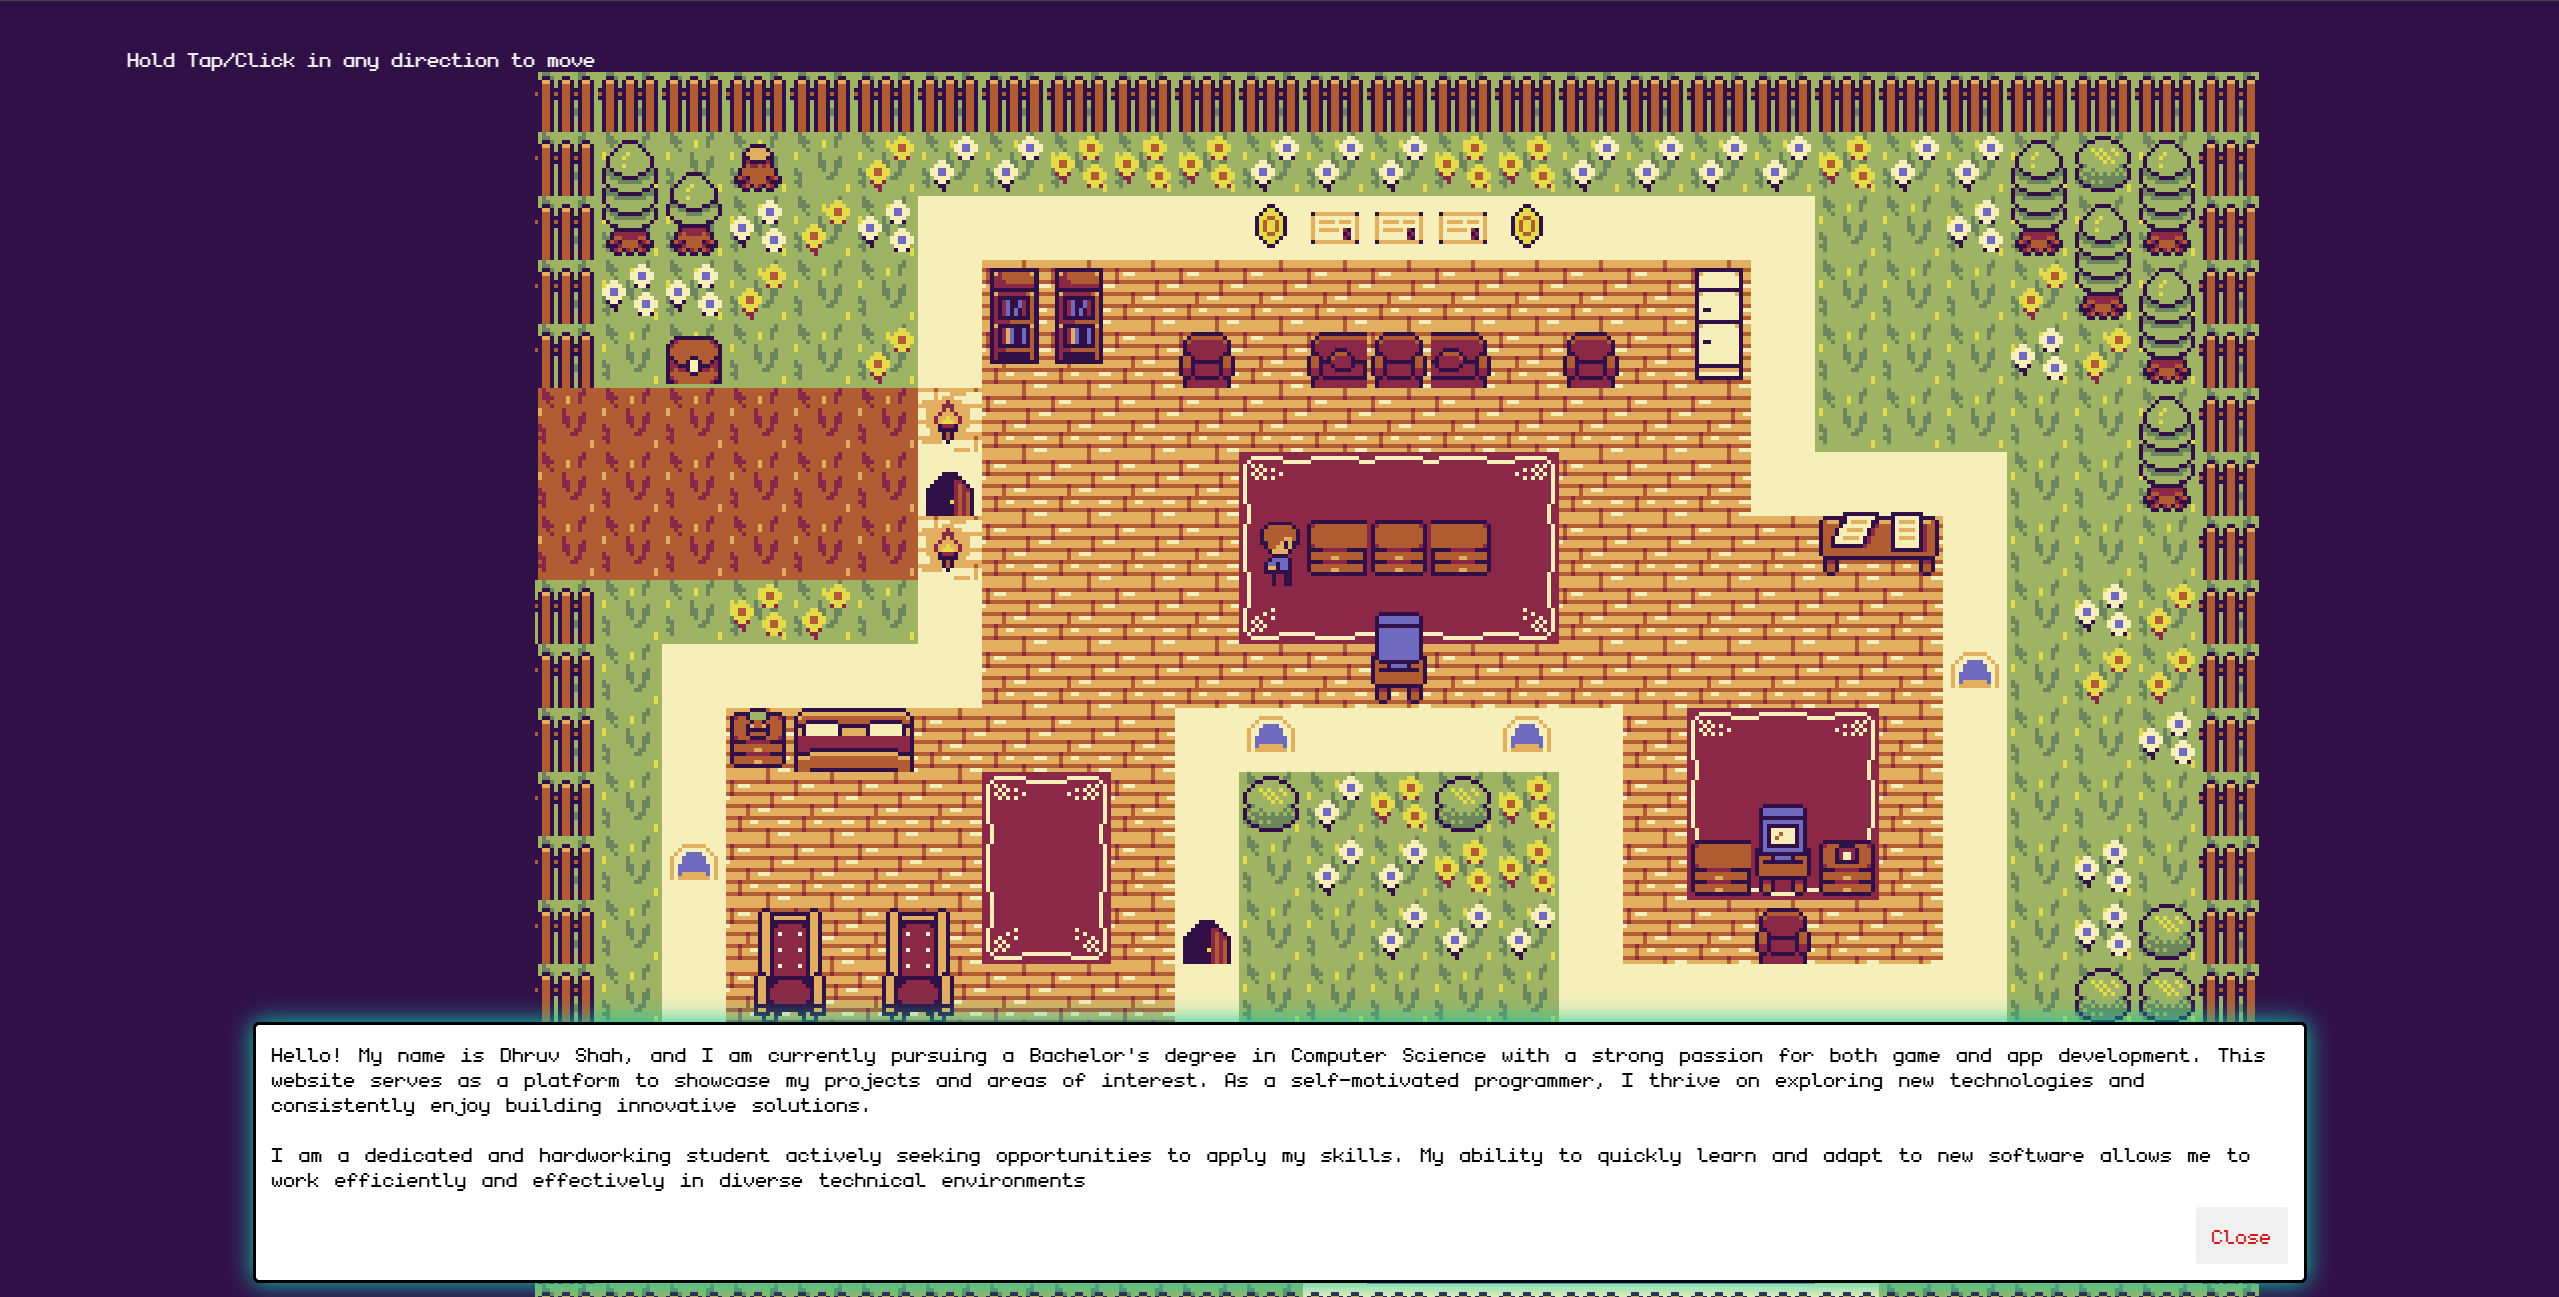 Hold Tap/Click in any direction to move
Hello! My name is Dhruv Shah, and I am currently pursuing a Bachelor's degree in Computer Science with a strong passion for both game and app development. This
website serves as a platform to showcase my projects and areas of interest. As a self-motivated programmer, I thrive on exploring new technologies and
consistently enjoy building innovative solutions.
I am a dedicated and hardworking student actively seeking opportunities to apply my skills. My ability to quickly learn and adapt to new software allows me to
work efficiently and effectively in diverse technical environments
Close